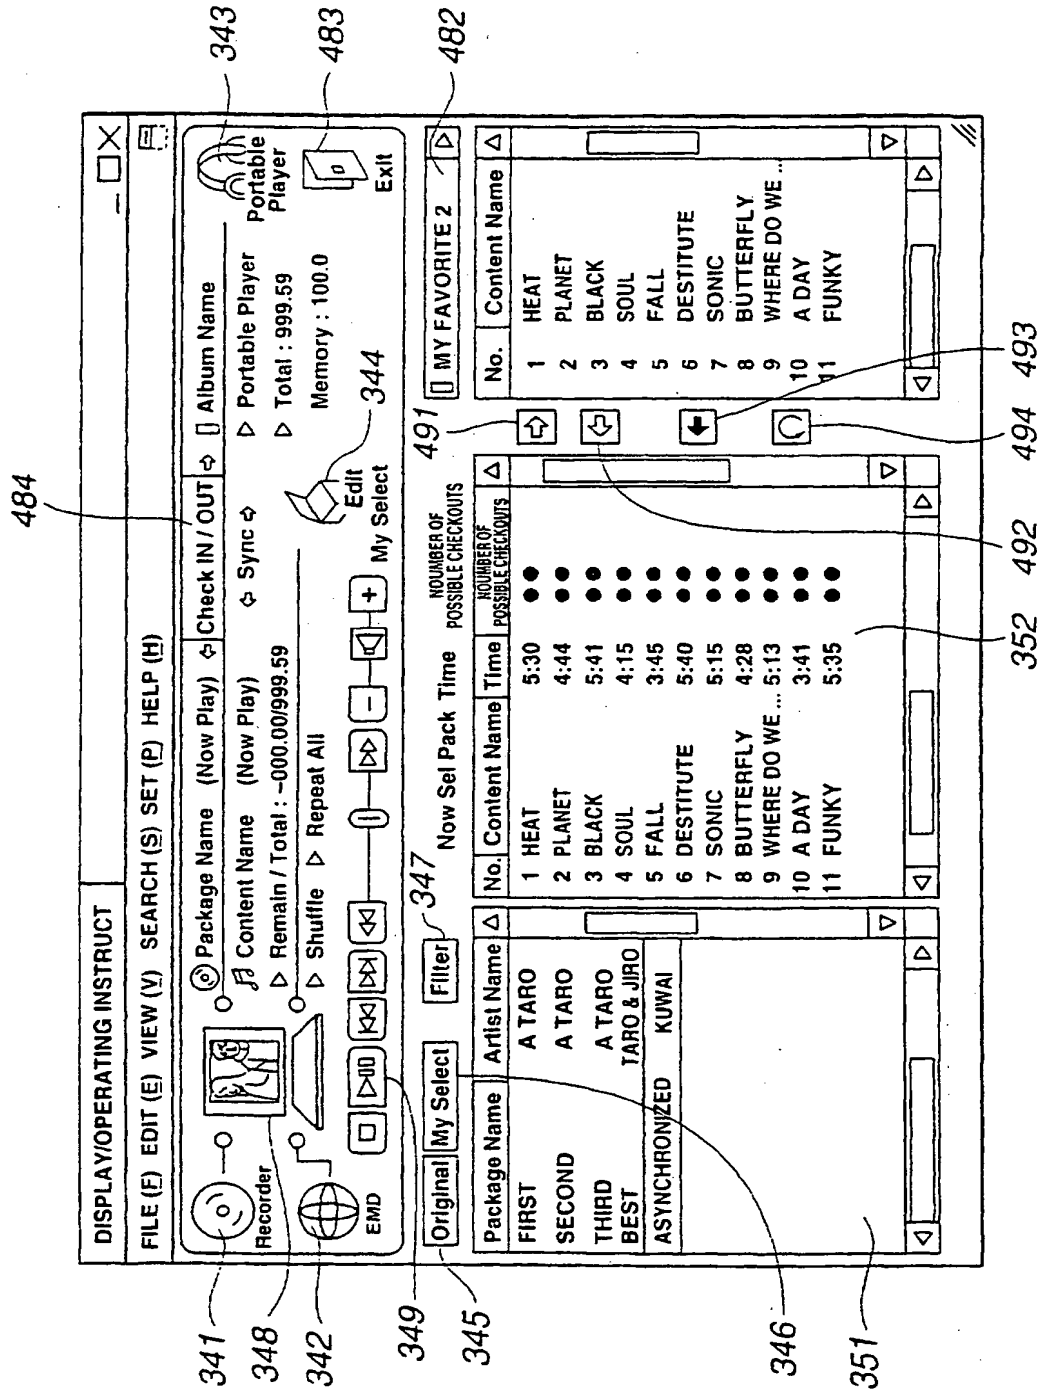 DISPLAY/OPERATING INSTRUCT
FILE (F) EDIT (E) VIEW (V) SEARCH (S) SET (P) HELP (H)
Recorder
EMD
Package Name (Now Play) Check IN / OUT Album Name
Content Name (Now Play) Sync Portable Player
Remain / Total : -000.00/999.59 Total : 999.59
Shuffle Repeat All Memory : 100.0
Edit
My Select
Portable
Player
Exit
Original My Select Filter
Now Sel Pack Time NOUMBER OF
POSSIBLE CHECKOUTS
MY FAVORITE 2
Package Name Artist Name
FIRST A TARO
SECOND A TARO
THIRD A TARO
BEST TARO & JIRO
ASYNCHRONIZED KUWAI
No. Content Name Time NOUMBER OF
POSSIBLE CHECKOUTS
1 HEAT 5:30
2 PLANET 4:44
3 BLACK 5:41
4 SOUL 4:15
5 FALL 3:45
6 DESTITUTE 5:40
7 SONIC 5:15
8 BUTTERFLY 4:28
9 WHERE DO WE ... 5:13
10 A DAY 3:41
11 FUNKY 5:35
No. Content Name
1 HEAT
2 PLANET
3 BLACK
4 SOUL
5 FALL
6 DESTITUTE
7 SONIC
8 BUTTERFLY
9 WHERE DO WE ...
10 A DAY
11 FUNKY
484
343
483
482
341
348
342
349
345
346
351
347
344
491
492
352
493
494